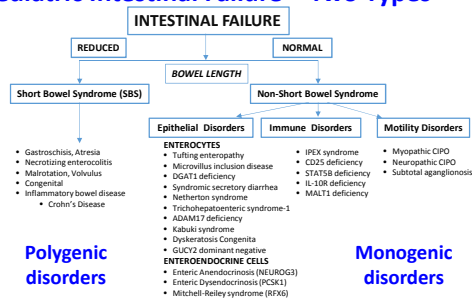 Pediatric Intestinal Failure – Two Types
INTESTINAL FAILURE
REDUCED
NORMAL
BOWEL LENGTH
Short Bowel Syndrome (SBS)
Non-Short Bowel Syndrome
Epithelial Disorders
Immune Disorders
Motility Disorders
• Gastroschisis, Atresia
• Necrotizing enterocolitis
• Malrotation, Volvulus
• Congenital
• Inflammatory bowel disease
• Crohn's Disease
ENTEROCYTES
• Tufting enteropathy
• Microvillus inclusion disease
• DGAT1 deficiency
• Syndromic secretory diarrhea
• Netherton syndrome
• Trichohepatoenteric syndrome-1
• ADAM17 deficiency
• Kabuki syndrome
• Dyskeratosis Congenita
• GUCY2 dominant negative
ENTEROENDOCRINE CELLS
• Enteric Anendocrinosis (NEUROG3)
• Enteric Dysendocrinosis (PCSK1)
• Mitchell-Reiley syndrome (RFX6)
• IPEX syndrome
• CD25 deficiency
• STAT5B deficiency
• IL-10R deficiency
• MALT1 deficiency
• Myopathic CIPO
• Neuropathic CIPO
• Subtotal aganglionosis
Polygenic
disorders
Monogenic
disorders